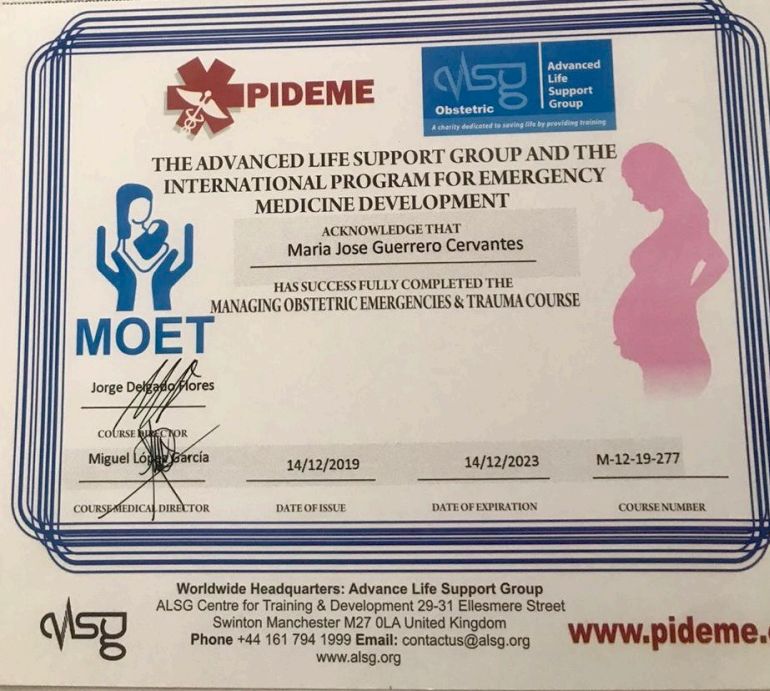 PIDEME
alsg
Obstetric
Advanced
Life
Support
Group
A charity dedicated to saving life by providing training
THE ADVANCED LIFE SUPPORT GROUP AND THE
INTERNATIONAL PROGRAM FOR EMERGENCY
MEDICINE DEVELOPMENT
ACKNOWLEDGE THAT
Maria Jose Guerrero Cervantes
HAS SUCCESS FULLY COMPLETED THE
MANAGING OBSTETRIC EMERGENCIES & TRAUMA COURSE
MOET
Jorge Delgado Flores
COURSE DIRECTOR
Miguel López García
14/12/2019
14/12/2023
M-12-19-277
COURSE MEDICAL DIRECTOR
DATE OF ISSUE
DATE OF EXPIRATION
COURSE NUMBER
Worldwide Headquarters: Advance Life Support Group
ALSG Centre for Training & Development 29-31 Ellesmere Street
Swinton Manchester M27 0LA United Kingdom
Phone +44 161 794 1999 Email: contactus@alsg.org
www.alsg.org
alsg
www.pideme.